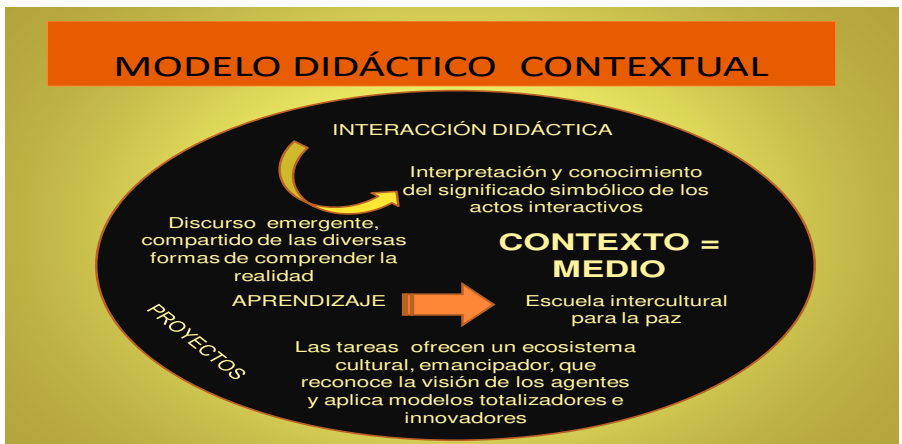 MODELO DIDÁCTICO CONTEXTUAL
INTERACCIÓN DIDÁCTICA
Interpretación y conocimiento
del significado simbólico de los
actos interactivos
Discurso emergente,
compartido de las diversas
formas de comprender la
realidad
CONTEXTO =
MEDIO
APRENDIZAJE
Escuela intercultural
para la paz
PROYECTOS
Las tareas ofrecen un ecosistema
cultural, emancipador, que
reconoce la visión de los agentes
y aplica modelos totalizadores e
innovadores